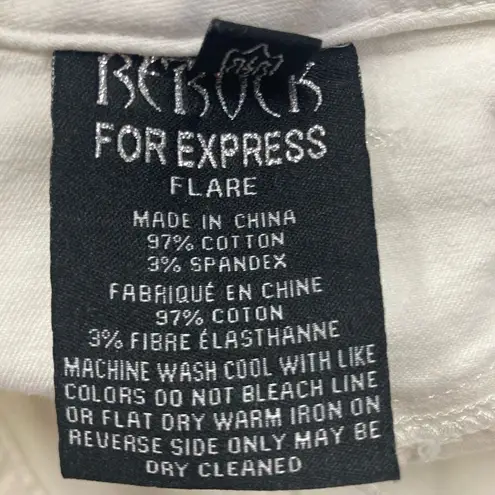 REROCK
FOR EXPRESS
FLARE
MADE IN CHINA
97% COTTON
3% SPANDEX
FABRIQUÉ EN CHINE
97% COTON
3% FIBRE ÉLASTHANNE
MACHINE WASH COOL WITH LIKE
COLORS DO NOT BLEACH LINE
OR FLAT DRY WARM IRON ON
REVERSE SIDE ONLY MAY BE
DRY CLEANED